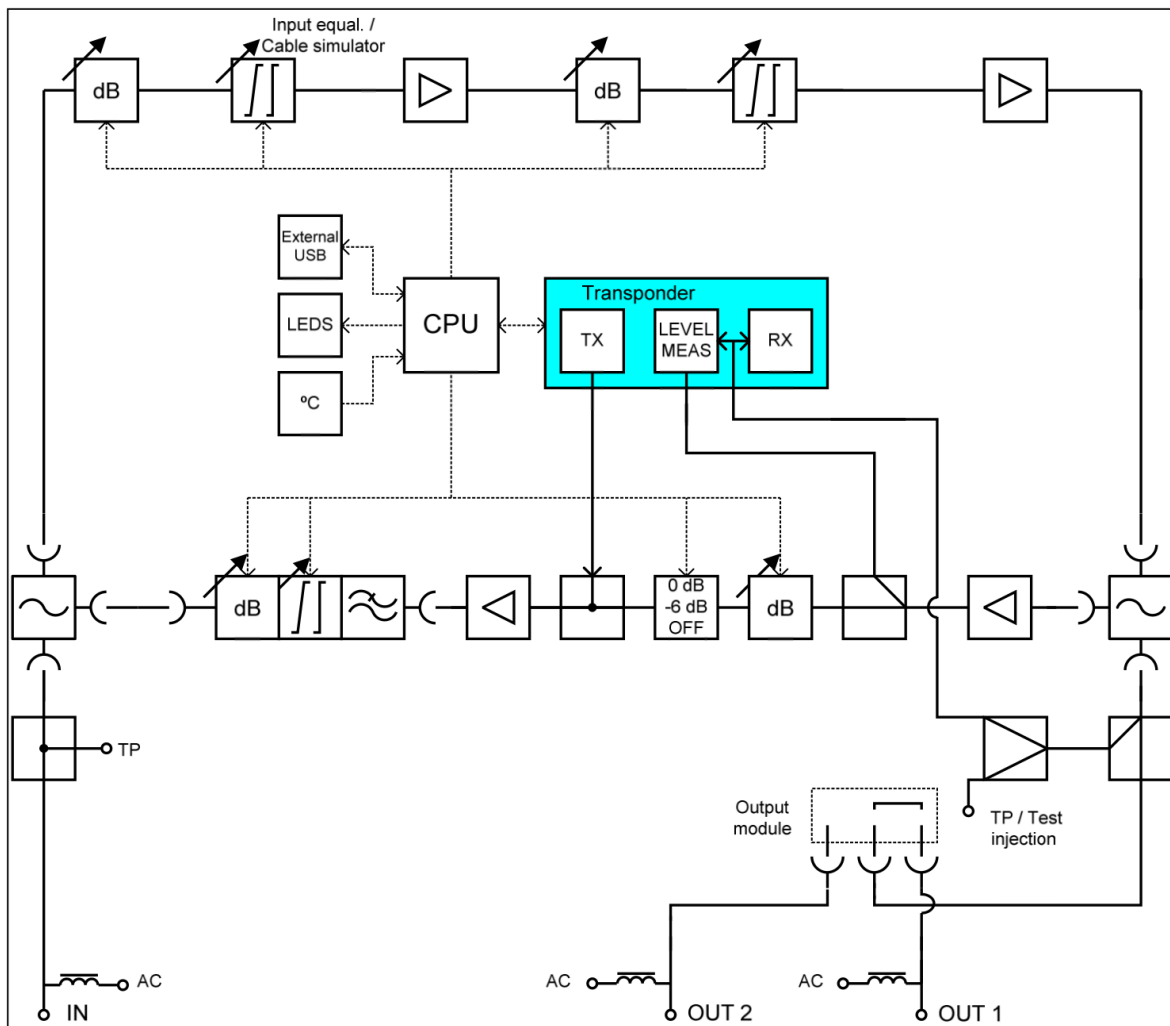 Input equal. /
Cable simulator
dB
dB
External
USB
LEDS
ºC
CPU
Transponder
TX
LEVEL
MEAS
RX
dB
0 dB
-6 dB
OFF
dB
TP
Output
module
TP / Test
injection
AC
IN
AC
OUT 2
AC
OUT 1